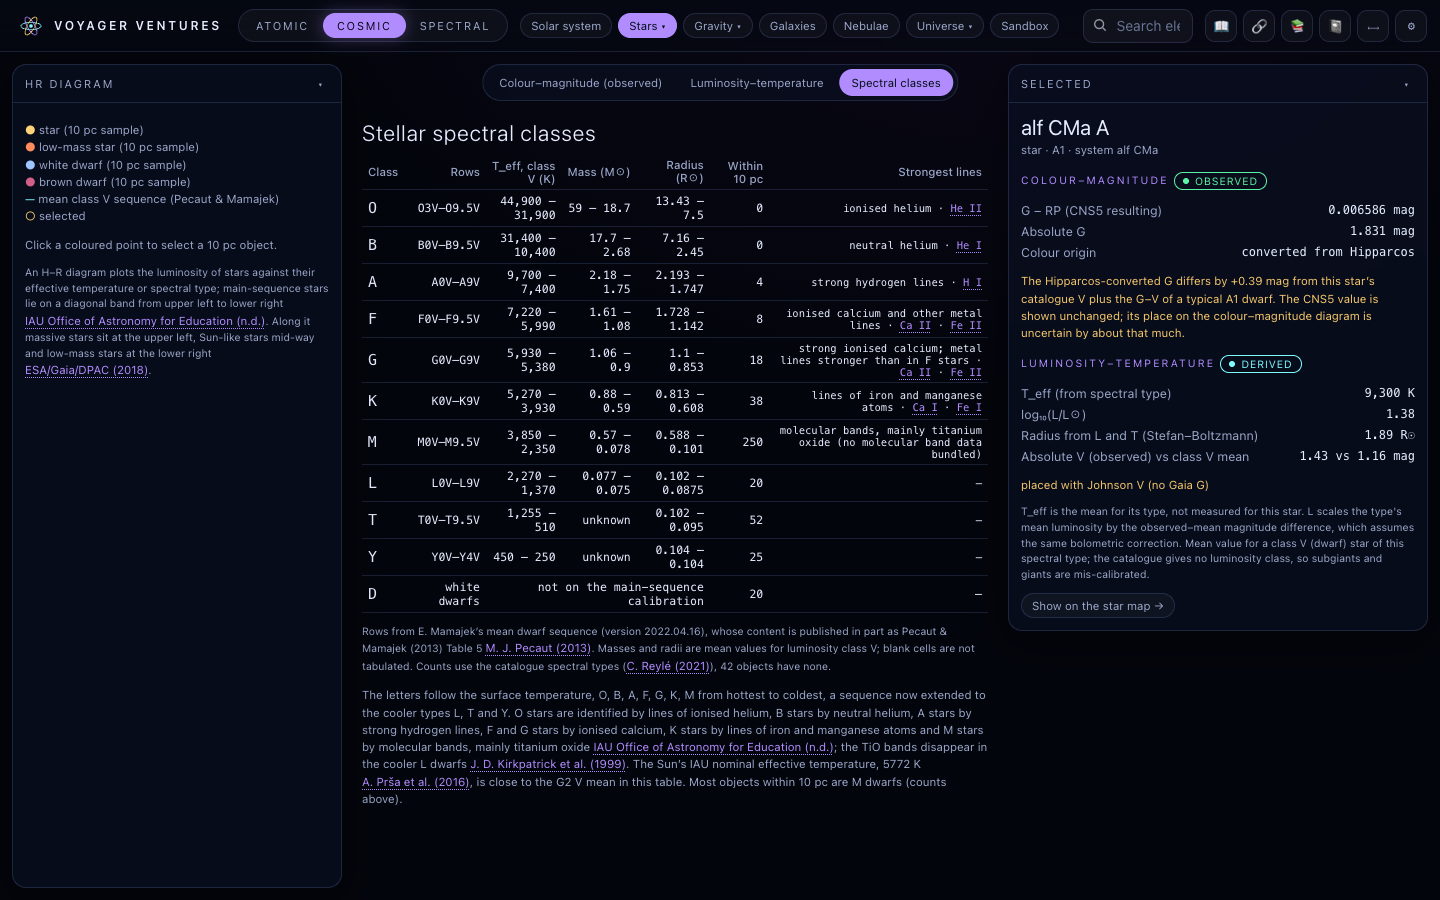 VOYAGER VENTURES
ATOMIC COSMIC SPECTRAL
Solar system Stars ▾ Gravity ▾ Galaxies Nebulae Universe ▾ Sandbox
Search ele
HR DIAGRAM
star (10 pc sample)
low-mass star (10 pc sample)
white dwarf (10 pc sample)
brown dwarf (10 pc sample)
mean class V sequence (Pecaut & Mamajek)
selected
Click a coloured point to select a 10 pc object.
An H–R diagram plots the luminosity of stars against their
effective temperature or spectral type; main-sequence stars
lie on a diagonal band from upper left to lower right
IAU Office of Astronomy for Education (n.d.). Along it
massive stars sit at the upper left, Sun-like stars mid-way
and low-mass stars at the lower right
ESA/Gaia/DPAC (2018).
Colour–magnitude (observed) Luminosity–temperature Spectral classes
Stellar spectral classes
Class Rows T_eff, class V (K) Mass (M☉) Radius (R☉) Within 10 pc Strongest lines
O O3V–O9.5V 44,900 – 31,900 59 – 18.7 13.43 – 7.5 0 ionised helium · He II
B B0V–B9.5V 31,400 – 10,400 17.7 – 2.68 7.16 – 2.45 0 neutral helium · He I
A A0V–A9V 9,700 – 7,400 2.18 – 1.75 2.193 – 1.747 4 strong hydrogen lines · H I
F F0V–F9.5V 7,220 – 5,990 1.61 – 1.08 1.728 – 1.142 8 ionised calcium and other metal lines · Ca II · Fe II
G G0V–G9V 5,930 – 5,380 1.06 – 0.9 1.1 – 0.853 18 strong ionised calcium; metal lines stronger than in F stars · Ca II · Fe II
K K0V–K9V 5,270 – 3,930 0.88 – 0.59 0.813 – 0.608 38 lines of iron and manganese atoms · Ca I · Fe I
M M0V–M9.5V 3,850 – 2,350 0.57 – 0.078 0.588 – 0.101 250 molecular bands, mainly titanium oxide (no molecular band data bundled)
L L0V–L9V 2,270 – 1,370 0.077 – 0.075 0.102 – 0.0875 20 –
T T0V–T9.5V 1,255 – 510 unknown 0.102 – 0.095 52 –
Y Y0V–Y4V 450 – 250 unknown 0.104 – 0.104 25 –
D white dwarfs not on the main-sequence calibration 20 –
Rows from E. Mamajek's mean dwarf sequence (version 2022.04.16), whose content is published in part as Pecaut &
Mamajek (2013) Table 5 M. J. Pecaut (2013). Masses and radii are mean values for luminosity class V; blank cells are not
tabulated. Counts use the catalogue spectral types (C. Reylé (2021)), 42 objects have none.
The letters follow the surface temperature, O, B, A, F, G, K, M from hottest to coldest, a sequence now extended to
the cooler types L, T and Y. O stars are identified by lines of ionised helium, B stars by neutral helium, A stars by
strong hydrogen lines, F and G stars by ionised calcium, K stars by lines of iron and manganese atoms and M stars
by molecular bands, mainly titanium oxide IAU Office of Astronomy for Education (n.d.); the TiO bands disappear in
the cooler L dwarfs J. D. Kirkpatrick et al. (1999). The Sun's IAU nominal effective temperature, 5772 K
A. Prša et al. (2016), is close to the G2 V mean in this table. Most objects within 10 pc are M dwarfs (counts
above).
SELECTED
alf CMa A
star · A1 · system alf CMa
COLOUR–MAGNITUDE OBSERVED
G − RP (CNS5 resulting) 0.006586 mag
Absolute G 1.831 mag
Colour origin converted from Hipparcos
The Hipparcos-converted G differs by +0.39 mag from this star's
catalogue V plus the G−V of a typical A1 dwarf. The CNS5 value is
shown unchanged; its place on the colour–magnitude diagram is
uncertain by about that much.
LUMINOSITY–TEMPERATURE DERIVED
T_eff (from spectral type) 9,300 K
log₁₀(L/L☉) 1.38
Radius from L and T (Stefan–Boltzmann) 1.89 R☉
Absolute V (observed) vs class V mean 1.43 vs 1.16 mag
placed with Johnson V (no Gaia G)
T_eff is the mean for its type, not measured for this star. L scales the type's
mean luminosity by the observed–mean magnitude difference, which assumes
the same bolometric correction. Mean value for a class V (dwarf) star of this
spectral type; the catalogue gives no luminosity class, so subgiants and
giants are mis-calibrated.
Show on the star map →